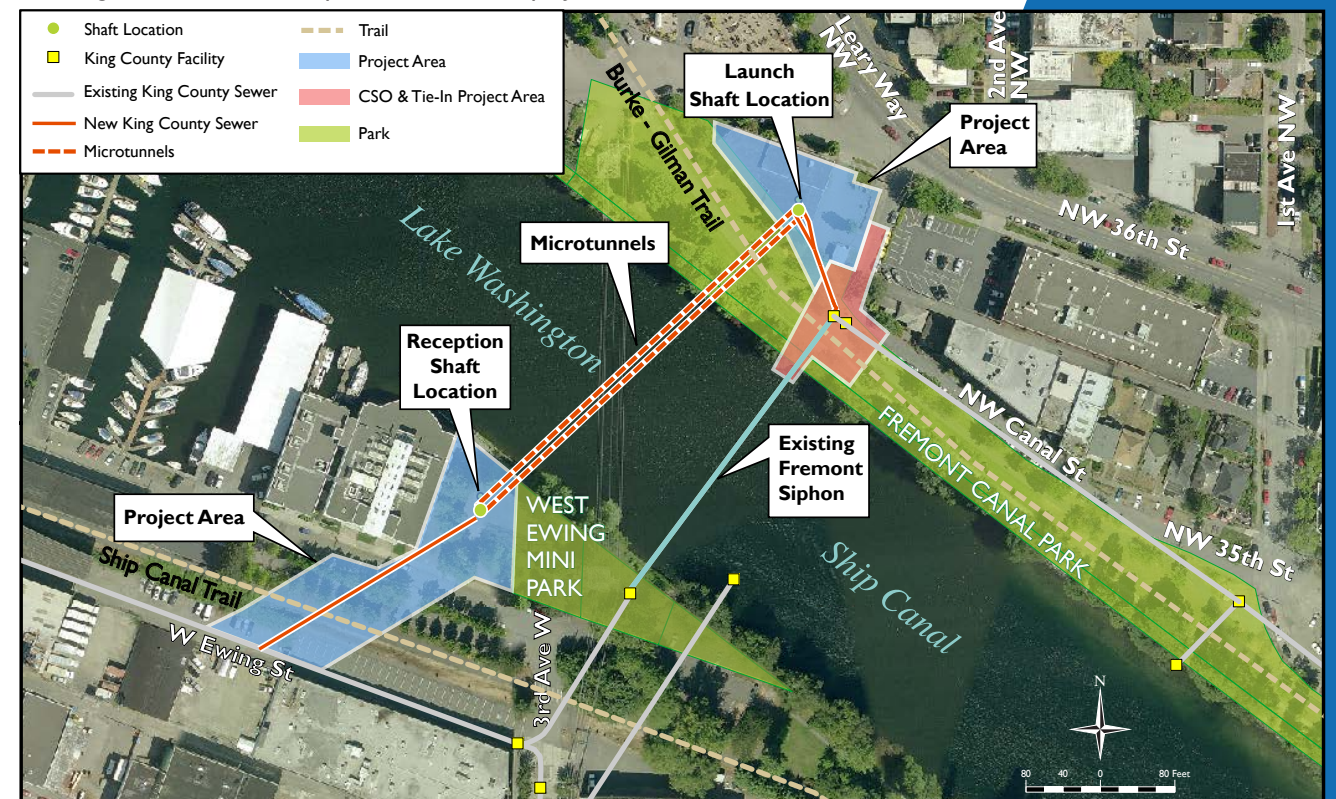 Shaft Location
King County Facility
Existing King County Sewer
New King County Sewer
Microtunnels
Trail
Project Area
CSO & Tie-In Project Area
Park
Launch
Shaft Location
Leary Way
NW
2nd Ave
NW
Project
Area
1st Ave NW
Burke - Gilman Trail
NW 36th St
Lake Washington
Microtunnels
Reception
Shaft
Location
NW Canal St
FREMONT CANAL PARK
Existing
Fremont
Siphon
Project Area
WEST
EWING
MINI
PARK
NW 35th St
Ship Canal Trail
Ship Canal
W Ewing St
3rd Ave W
N
80 40 0 80 Feet